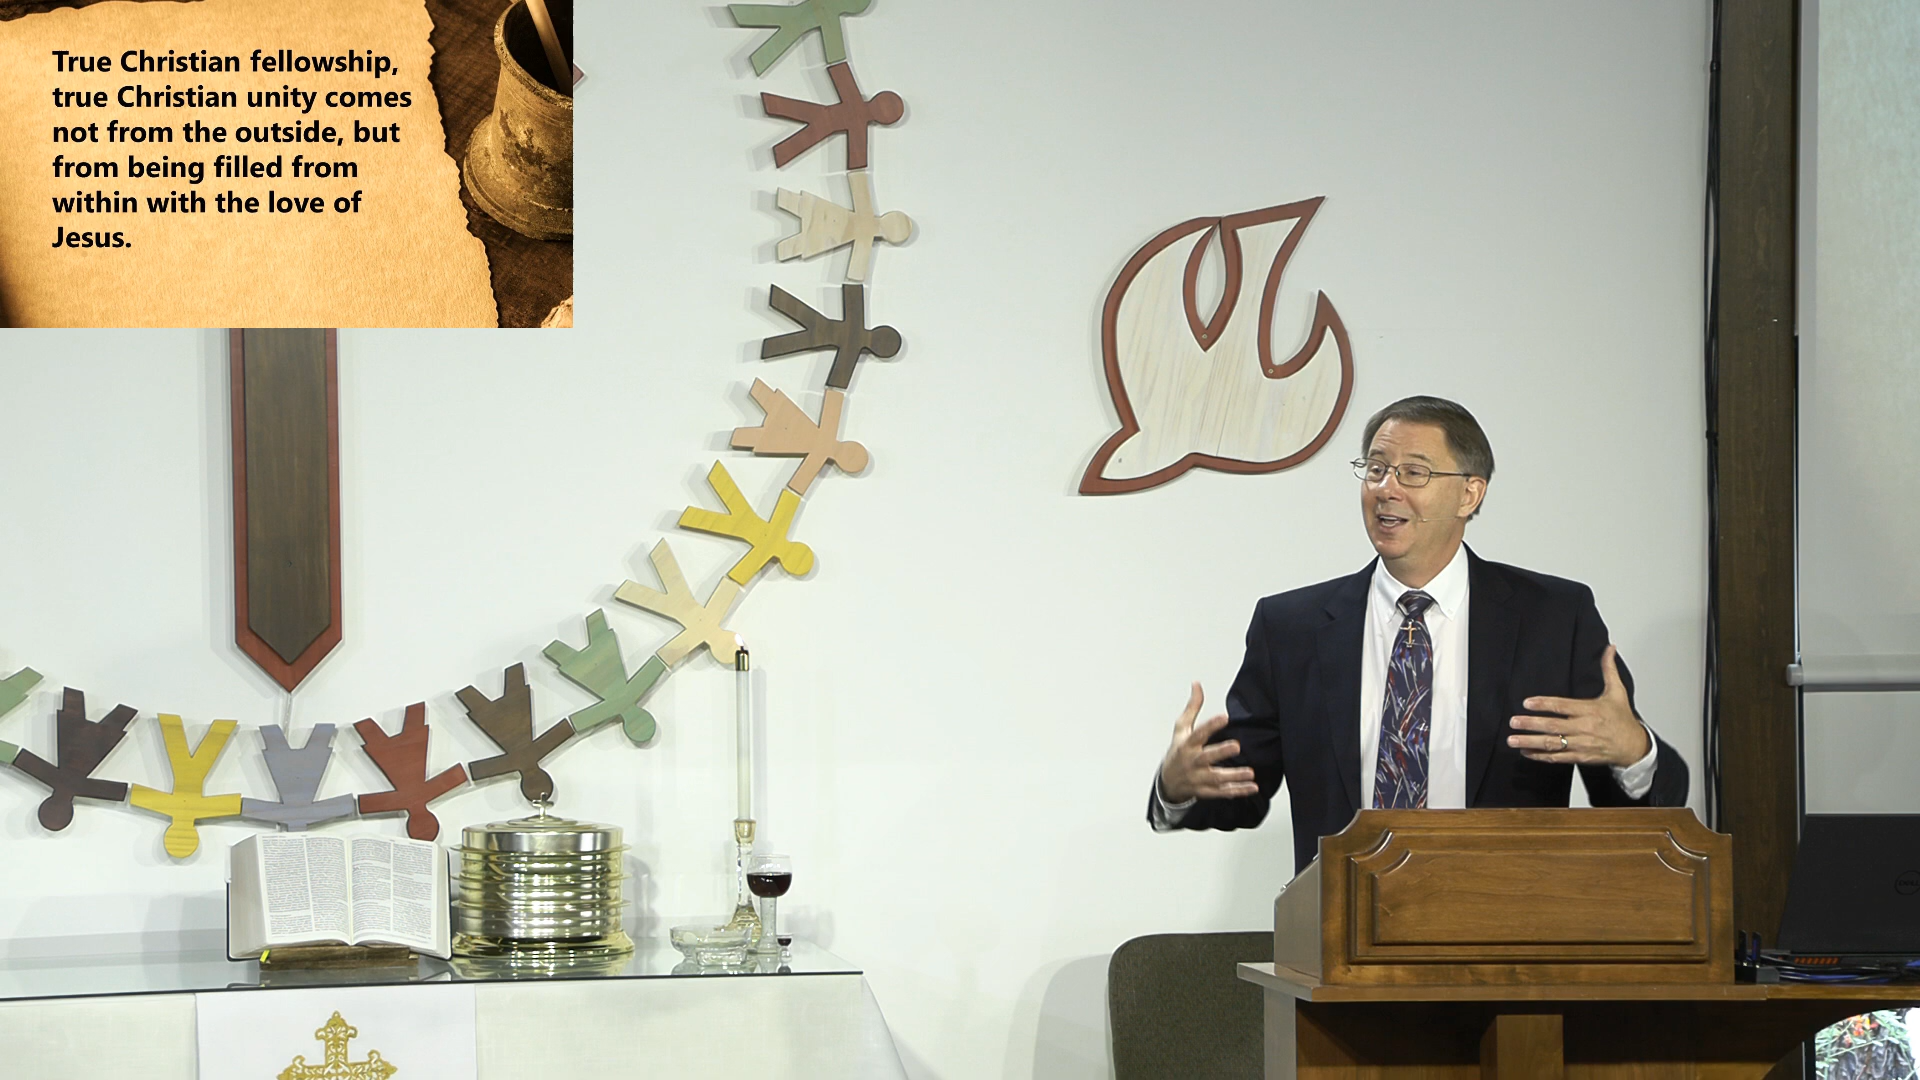 True Christian fellowship,
true Christian unity comes
not from the outside, but
from being filled from
within with the love of
Jesus.